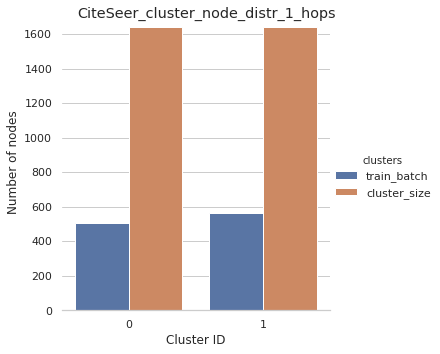 CiteSeer_cluster_node_distr_1_hops
1600
1400
1200
1000
800
600
400
200
0
Number of nodes
0 1
Cluster ID
clusters
train_batch
cluster_size